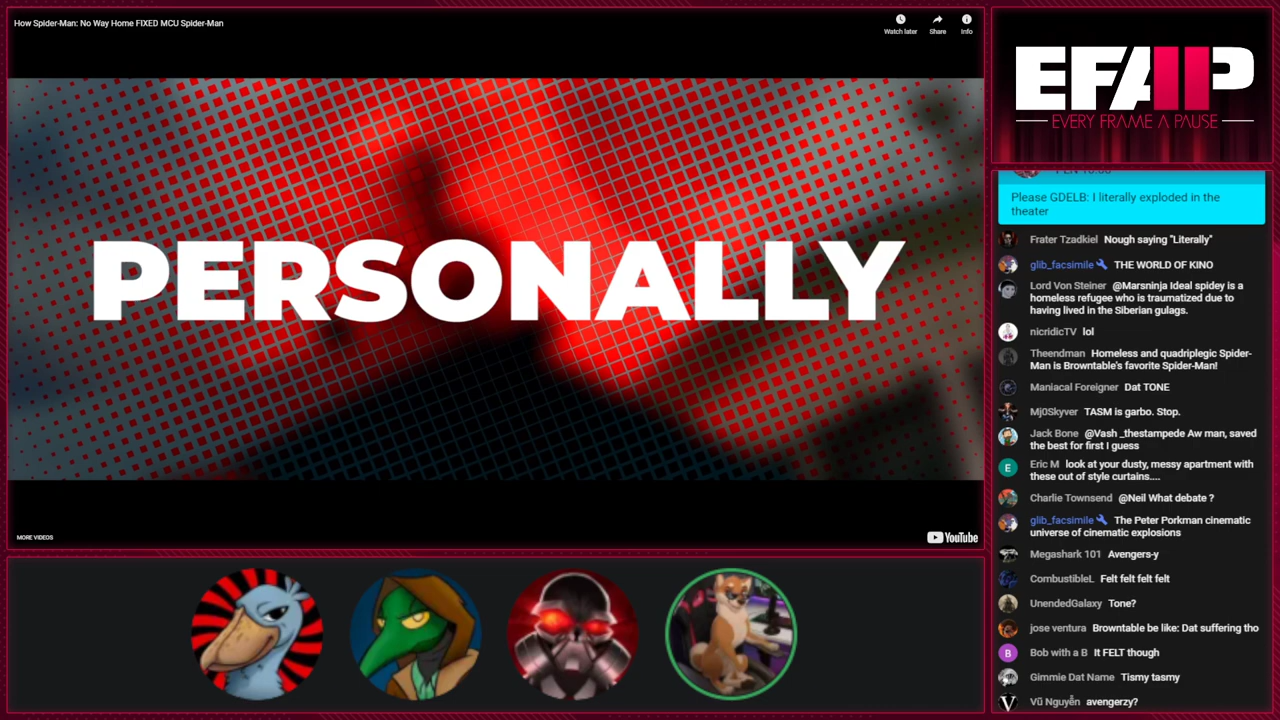 How Spider-Man: No Way Home FIXED MCU Spider-Man
Watch later
Share
Info
PERSONALLY
MORE VIDEOS
YouTube
EFAP
EVERY FRAME A PAUSE
Please GDELB: I literally exploded in the
theater
Frater Tzadkiel Nough saying "Literally"
glib_facsimile THE WORLD OF KINO
Lord Von Steiner @Marsninja Ideal spidey is a
homeless refugee who is traumatized due to
having lived in the Siberian gulags.
nicridicTV lol
Theendman Homeless and quadriplegic Spider-
Man is Browntable's favorite Spider-Man!
Maniacal Foreigner Dat TONE
Mj0Skyver TASM is garbo. Stop.
Jack Bone @Vash _thestampede Aw man, saved
the best for first I guess
E
Eric M look at your dusty, messy apartment with
these out of style curtains....
Charlie Townsend @Neil What debate ?
glib_facsimile The Peter Porkman cinematic
universe of cinematic explosions
Megashark 101 Avengers-y
CombustibleL Felt felt felt felt
UnendedGalaxy Tone?
jose ventura Browntable be like: Dat suffering tho
B
Bob with a B It FELT though
Gimmie Dat Name Tismy tasmy
V
Vũ Nguyễn avengerzy?